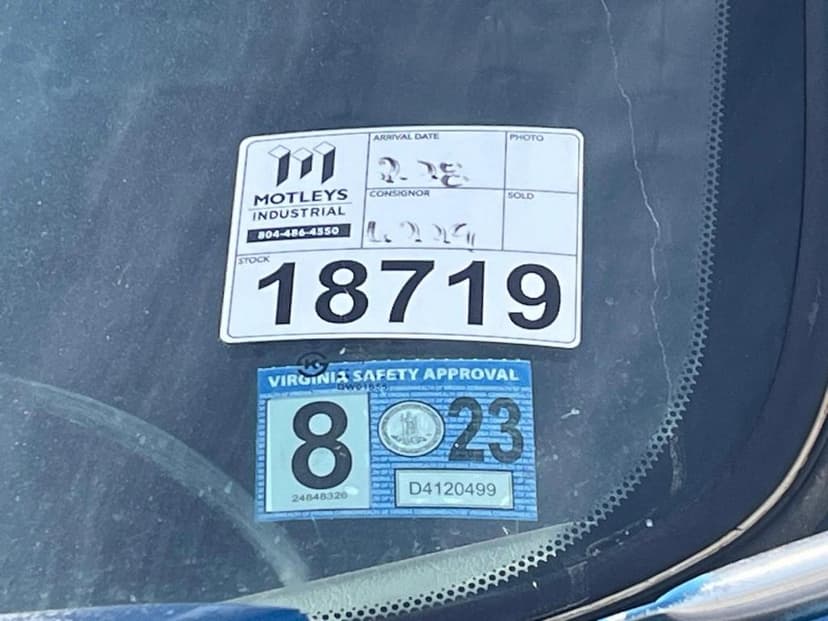 MOTLEYS
INDUSTRIAL
804-486-4550
ARRIVAL DATE
PHOTO
CONSIGNOR
SOLD
STOCK
18719
VIRGINIA SAFETY APPROVAL
8
23
24848326
D4120499